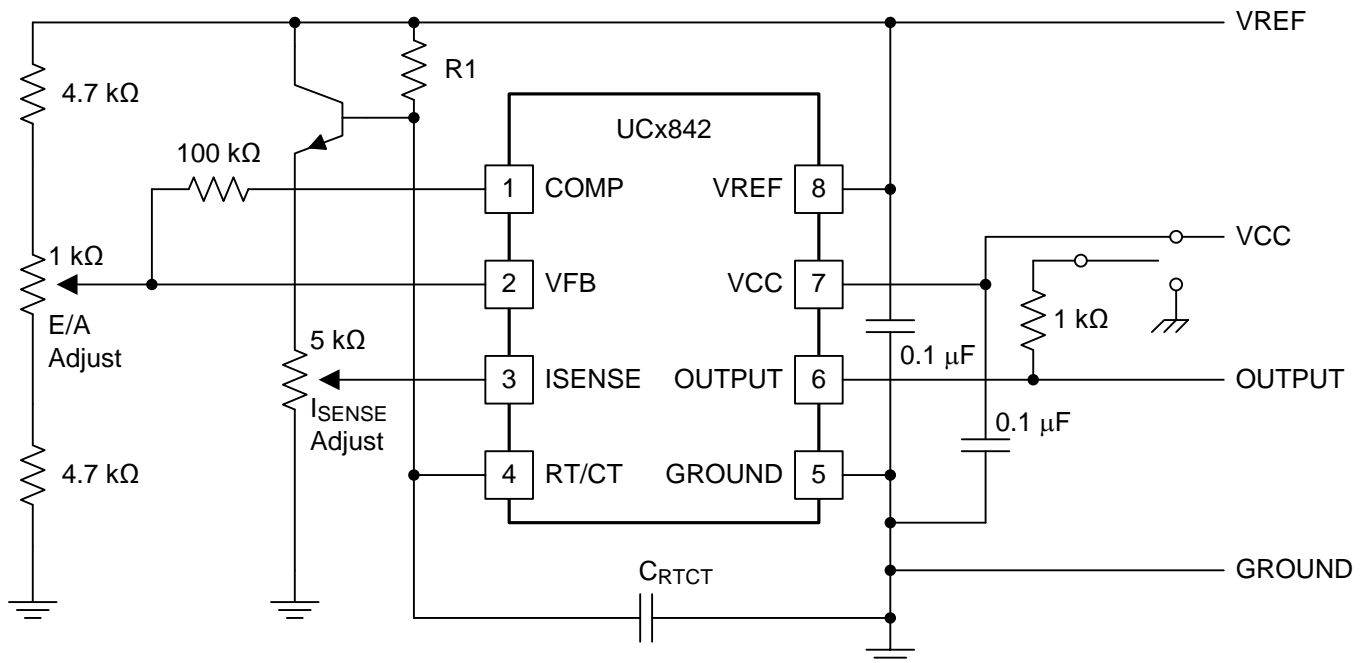 VREF
R1
4.7 kΩ
UCx842
100 kΩ
1 COMP
VREF 8
VCC
1 kΩ
2 VFB
VCC 7
E/A
Adjust
1 kΩ
5 kΩ
0.1 µF
3 ISENSE
OUTPUT 6
OUTPUT
ISENSE
Adjust
0.1 µF
4.7 kΩ
4 RT/CT
GROUND 5
CRTCT
GROUND